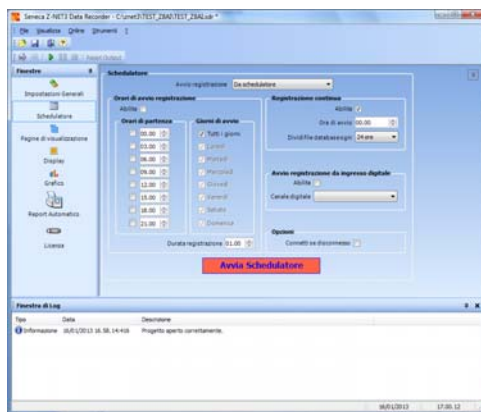 Seneca Z-NET3 Data Recorder - C:\znet3\TEST_ZBAI\TEST_ZBAI.sdr *
File Visualizza Online Strumenti ?
Report Output
Finestre
Impostazioni Generali
Schedulatore
Pagine di visualizzazione
Display
Grafico
Report Automatico
Licenza
Schedulatore
Avvio registrazione Da schedulatore
Orari di avvio registrazione
Abilita
Orari di partenza
Giorni di avvio
00.00 Tutti i giorni
03.00 Lunedì
06.00 Martedì
09.00 Mercoledì
12.00 Giovedì
15.00 Venerdì
18.00 Sabato
21.00 Domenica
Durata registrazione 01.00
Registrazione continua
Abilita
Ora di avvio 00.00
Dividi file database ogni 24 ore
Avvio registrazione da ingresso digitale
Abilita
Canale digitale
Opzioni
Connetti se disconnesso
Avvia Schedulatore
Finestra di Log
Tipo Data Descrizione
Informazione 16/01/2013 16.58.14:416 Progetto aperto correttamente.
16/01/2013 17.00.12